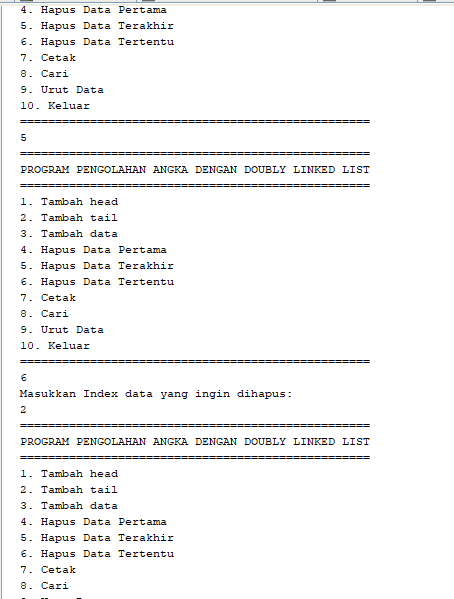 4. Hapus Data Pertama
5. Hapus Data Terakhir
6. Hapus Data Tertentu
7. Cetak
8. Cari
9. Urut Data
10. Keluar
==================================================
5
==================================================
PROGRAM PENGOLAHAN ANGKA DENGAN DOUBLY LINKED LIST
==================================================
1. Tambah head
2. Tambah tail
3. Tambah data
4. Hapus Data Pertama
5. Hapus Data Terakhir
6. Hapus Data Tertentu
7. Cetak
8. Cari
9. Urut Data
10. Keluar
==================================================
6
Masukkan Index data yang ingin dihapus:
2
==================================================
PROGRAM PENGOLAHAN ANGKA DENGAN DOUBLY LINKED LIST
==================================================
1. Tambah head
2. Tambah tail
3. Tambah data
4. Hapus Data Pertama
5. Hapus Data Terakhir
6. Hapus Data Tertentu
7. Cetak
8. Cari